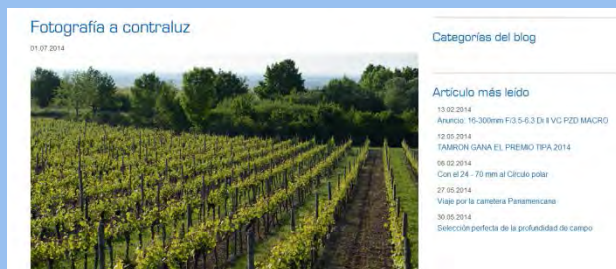 Fotografía a contraluz
01.07.2014
Categorías del blog
Artículo más leído
13.02.2014
Anuncio: 16-300mm F/3.5-6.3 Di II VC PZD MACRO
12.05.2014
TAMRON GANA EL PREMIO TIPA 2014
06.02.2014
Con el 24 - 70 mm al Círculo polar
27.05.2014
Viaje por la carretera Panamericana
30.05.2014
Selección perfecta de la profundidad de campo